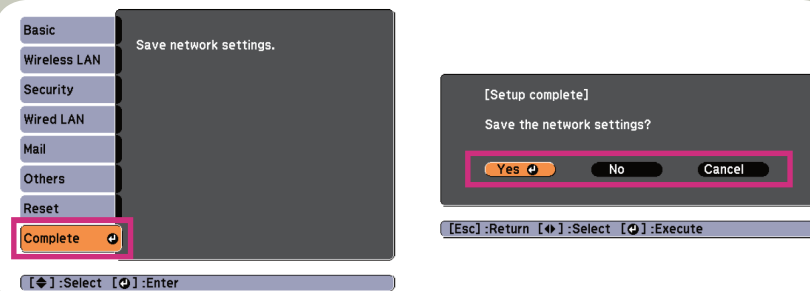 Basic
Wireless LAN
Security
Wired LAN
Mail
Others
Reset
Complete
Save network settings.
[◆]:Select [⏎]:Enter
[Setup complete]
Save the network settings?
Yes No Cancel
[Esc]:Return [◆]:Select [⏎]:Execute